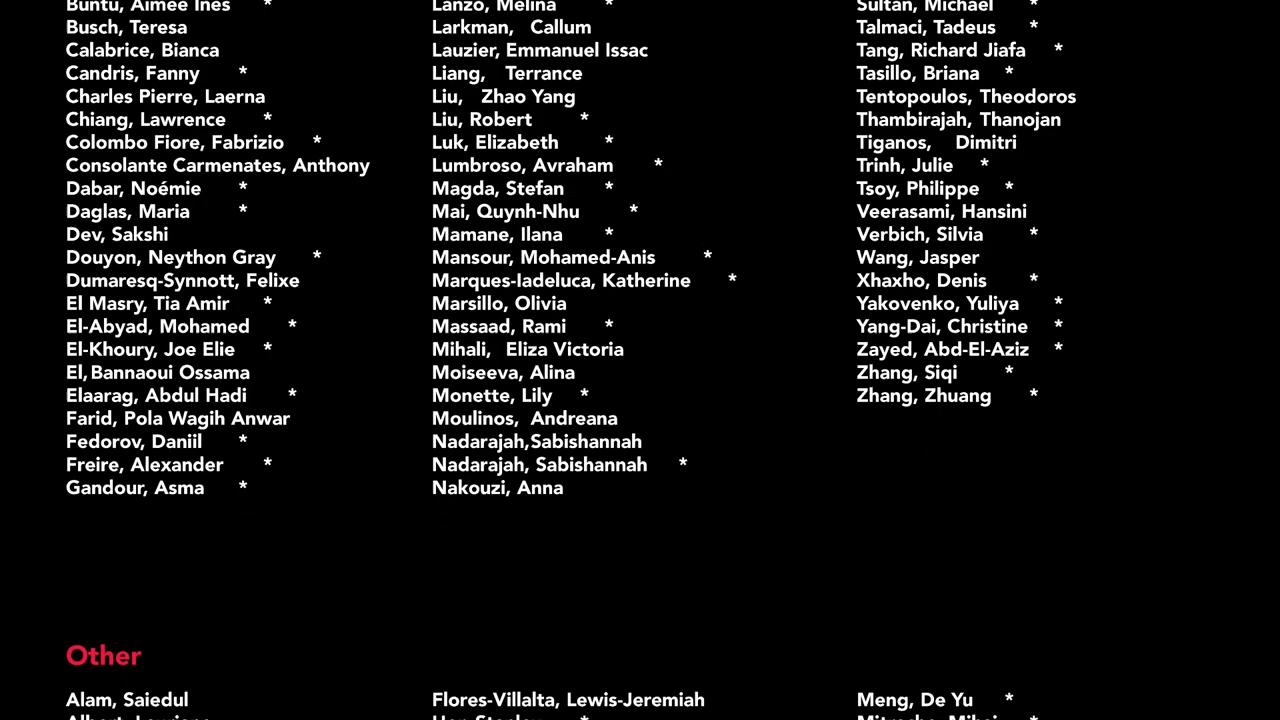 Buntu, Aimée Inès *
Busch, Teresa
Calabrice, Bianca
Candris, Fanny *
Charles Pierre, Laerna
Chiang, Lawrence *
Colombo Fiore, Fabrizio *
Consolante Carmenates, Anthony
Dabar, Noémie *
Daglas, Maria *
Dev, Sakshi
Douyon, Neython Gray *
Dumaresq-Synnott, Felixe
El Masry, Tia Amir *
El-Abyad, Mohamed *
El-Khoury, Joe Elie *
El, Bannaoui Ossama
Elaarag, Abdul Hadi *
Farid, Pola Wagih Anwar
Fedorov, Daniil *
Freire, Alexander *
Gandour, Asma *
Lanzo, Melina *
Larkman, Callum
Lauzier, Emmanuel Issac
Liang, Terrance
Liu, Zhao Yang
Liu, Robert *
Luk, Elizabeth *
Lumbroso, Avraham *
Magda, Stefan *
Mai, Quynh-Nhu *
Mamane, Ilana *
Mansour, Mohamed-Anis *
Marques-Iadeluca, Katherine *
Marsillo, Olivia
Massaad, Rami *
Mihali, Eliza Victoria
Moiseeva, Alina
Monette, Lily *
Moulinos, Andreana
Nadarajah,Sabishannah
Nadarajah, Sabishannah *
Nakouzi, Anna
Sultan, Michael *
Talmaci, Tadeus *
Tang, Richard Jiafa *
Tasillo, Briana *
Tentopoulos, Theodoros
Thambirajah, Thanojan
Tiganos, Dimitri
Trinh, Julie *
Tsoy, Philippe *
Veerasami, Hansini
Verbich, Silvia *
Wang, Jasper
Xhaxho, Denis *
Yakovenko, Yuliya *
Yang-Dai, Christine *
Zayed, Abd-El-Aziz *
Zhang, Siqi *
Zhang, Zhuang *
Other
Alam, Saiedul
Flores-Villalta, Lewis-Jeremiah
Meng, De Yu *